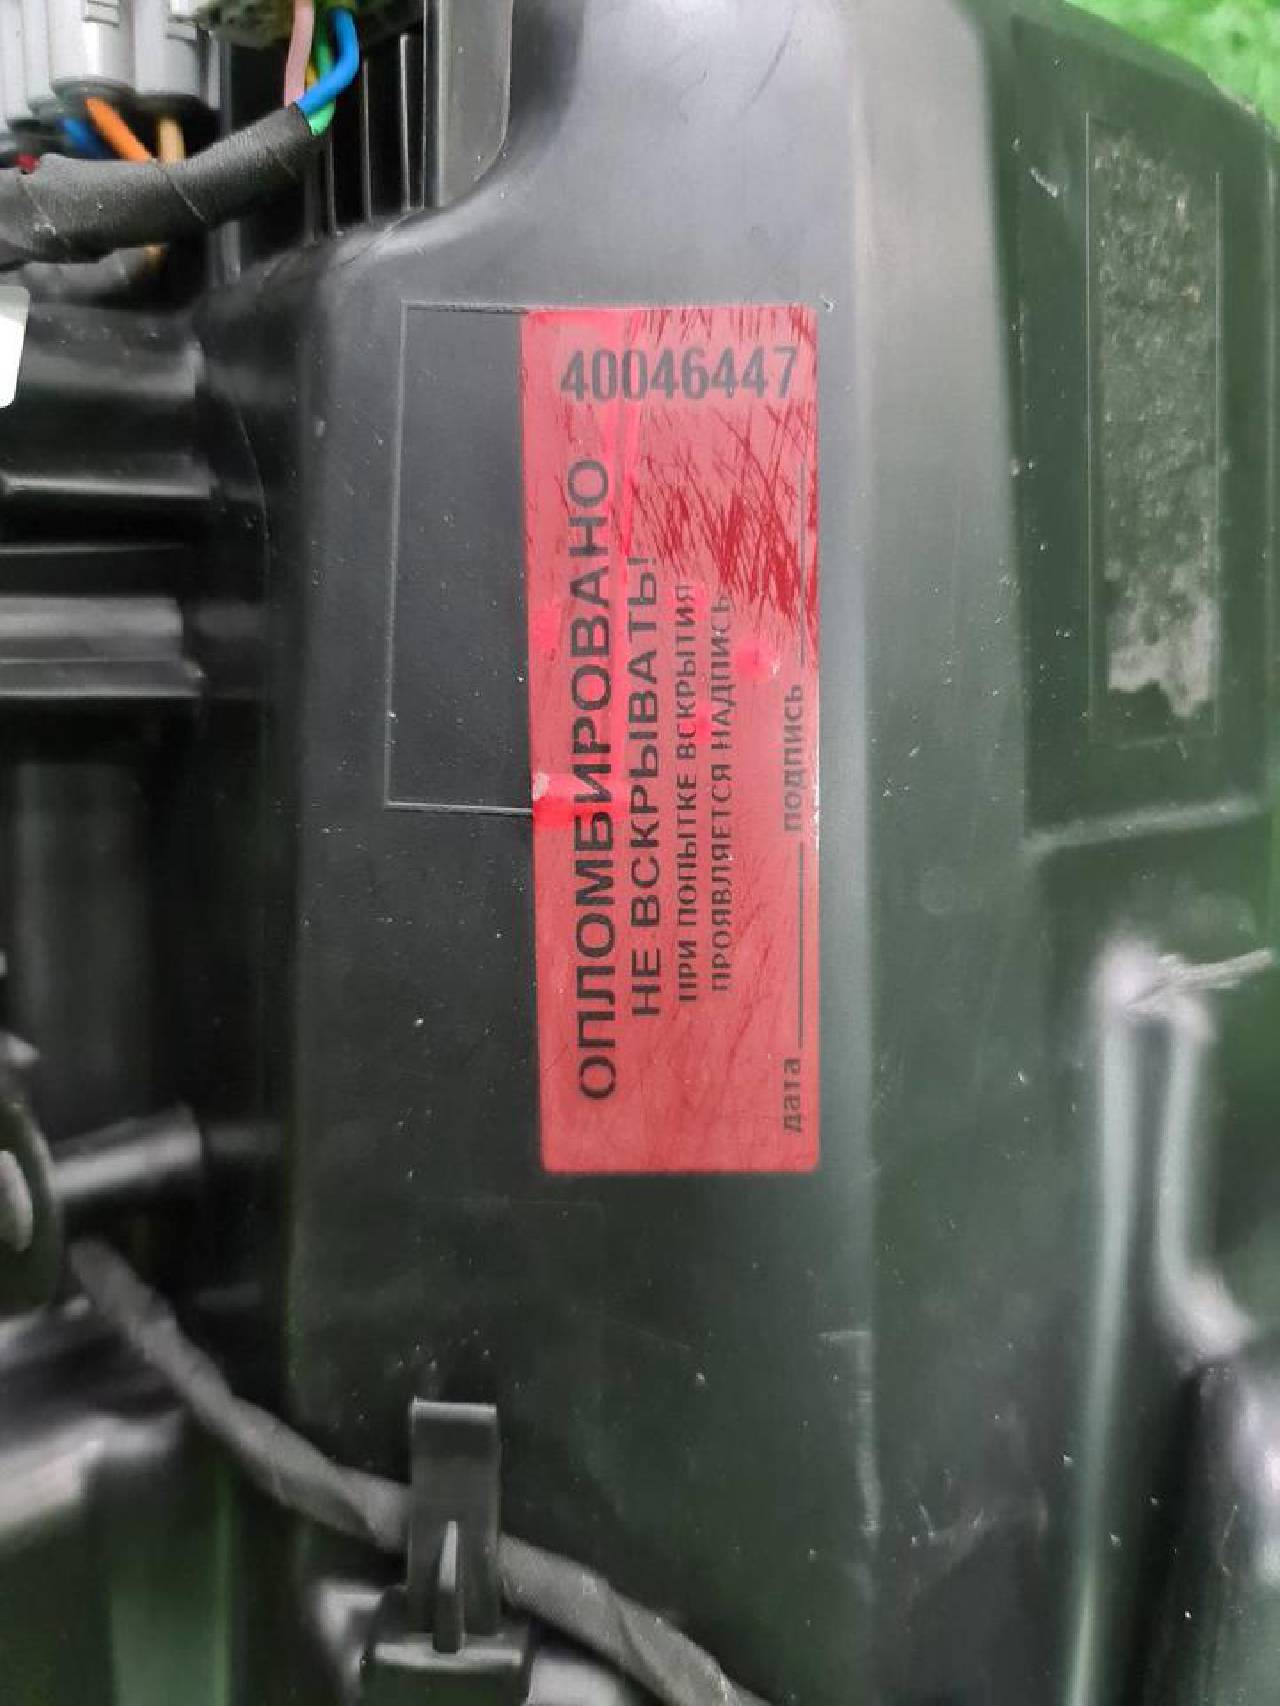 40046447
ОПЛОМБИРОВАНО
НЕ ВСКРЫВАТЬ!
ПРИ ПОПЫТКЕ ВСКРЫТИЯ
ПРОЯВЛЯЕТСЯ НАДПИСЬ
дата подпись